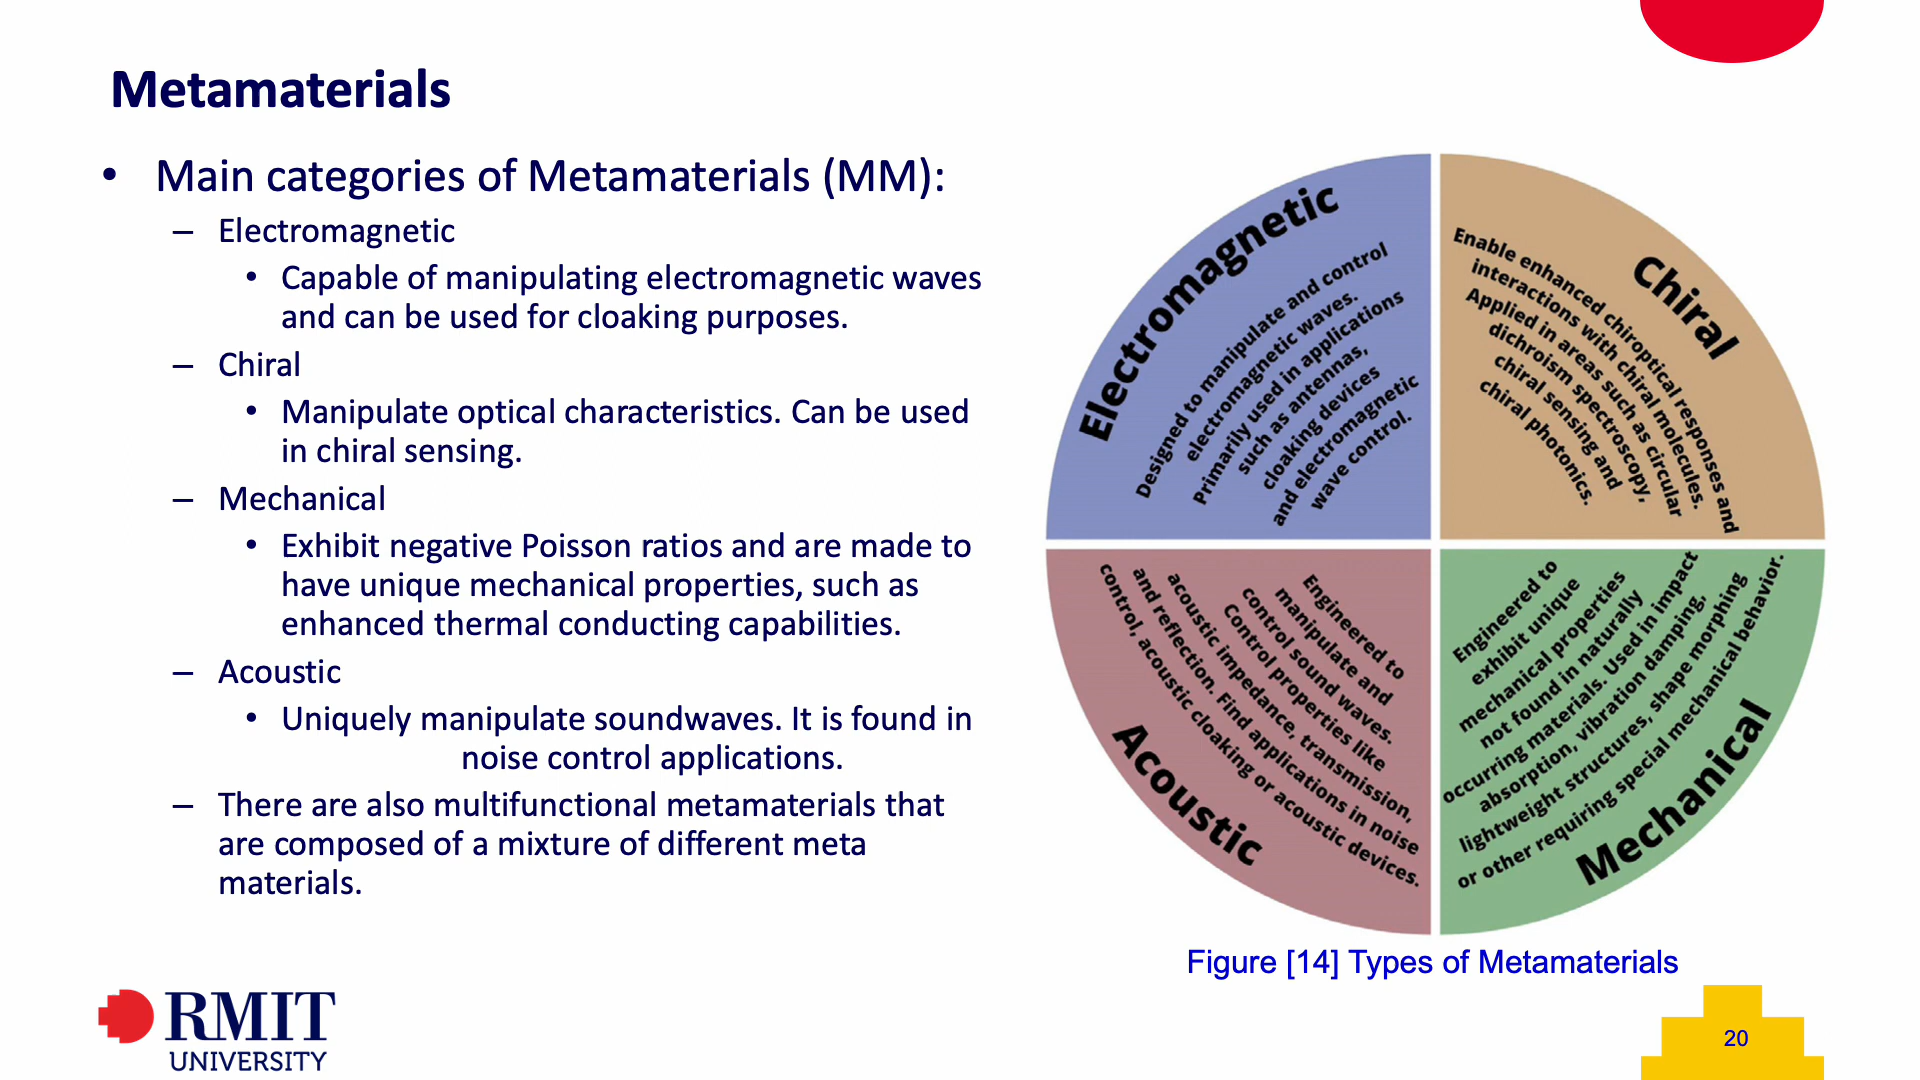 Metamaterials
• Main categories of Metamaterials (MM):
– Electromagnetic
• Capable of manipulating electromagnetic waves
and can be used for cloaking purposes.
– Chiral
• Manipulate optical characteristics. Can be used
in chiral sensing.
– Mechanical
• Exhibit negative Poisson ratios and are made to
have unique mechanical properties, such as
enhanced thermal conducting capabilities.
– Acoustic
• Uniquely manipulate soundwaves. It is found in
noise control applications.
– There are also multifunctional metamaterials that
are composed of a mixture of different meta
materials.
Electromagnetic
Designed to manipulate and control
electromagnetic waves.
Primarily used in applications
such as antennas,
cloaking devices
and electromagnetic
wave control.
Chiral
Enable enhanced chiroptical responses and
interactions with chiral molecules.
Applied in areas such as circular
dichroism spectroscopy,
chiral sensing and
chiral photonics.
Engineered to
manipulate and
control sound waves.
Control properties like
acoustic impedance, transmission,
and reflection. Find applications in noise
control, acoustic cloaking or acoustic devices.
Acoustic
Engineered to
exhibit unique
mechanical properties
not found in naturally
occurring materials. Used in impact
absorption, vibration damping,
lightweight structures, shape morphing
or other requiring special mechanical behavior.
Mechanical
Figure [14] Types of Metamaterials
RMIT
UNIVERSITY
20